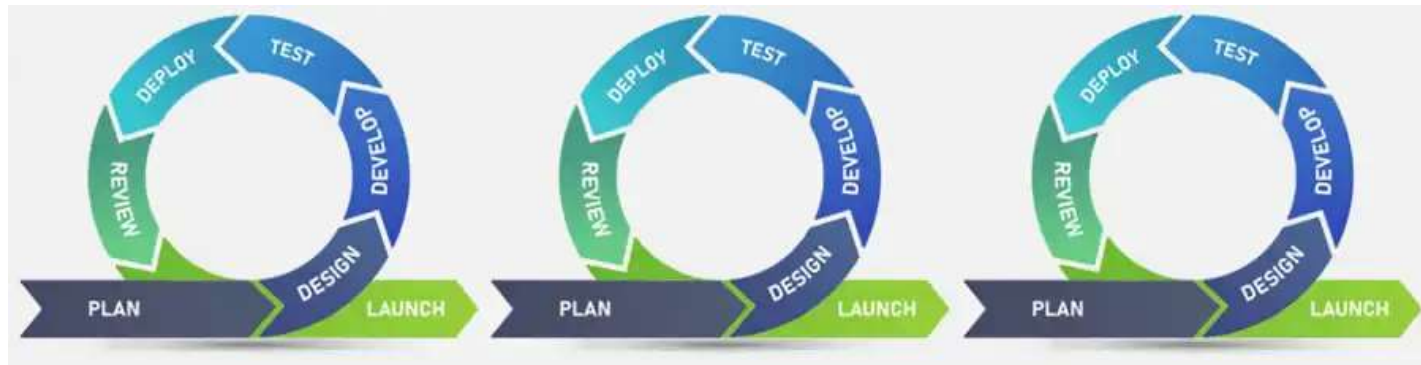 PLAN
DESIGN
DEVELOP
TEST
DEPLOY
REVIEW
LAUNCH
PLAN
DESIGN
DEVELOP
TEST
DEPLOY
REVIEW
LAUNCH
PLAN
DESIGN
DEVELOP
TEST
DEPLOY
REVIEW
LAUNCH